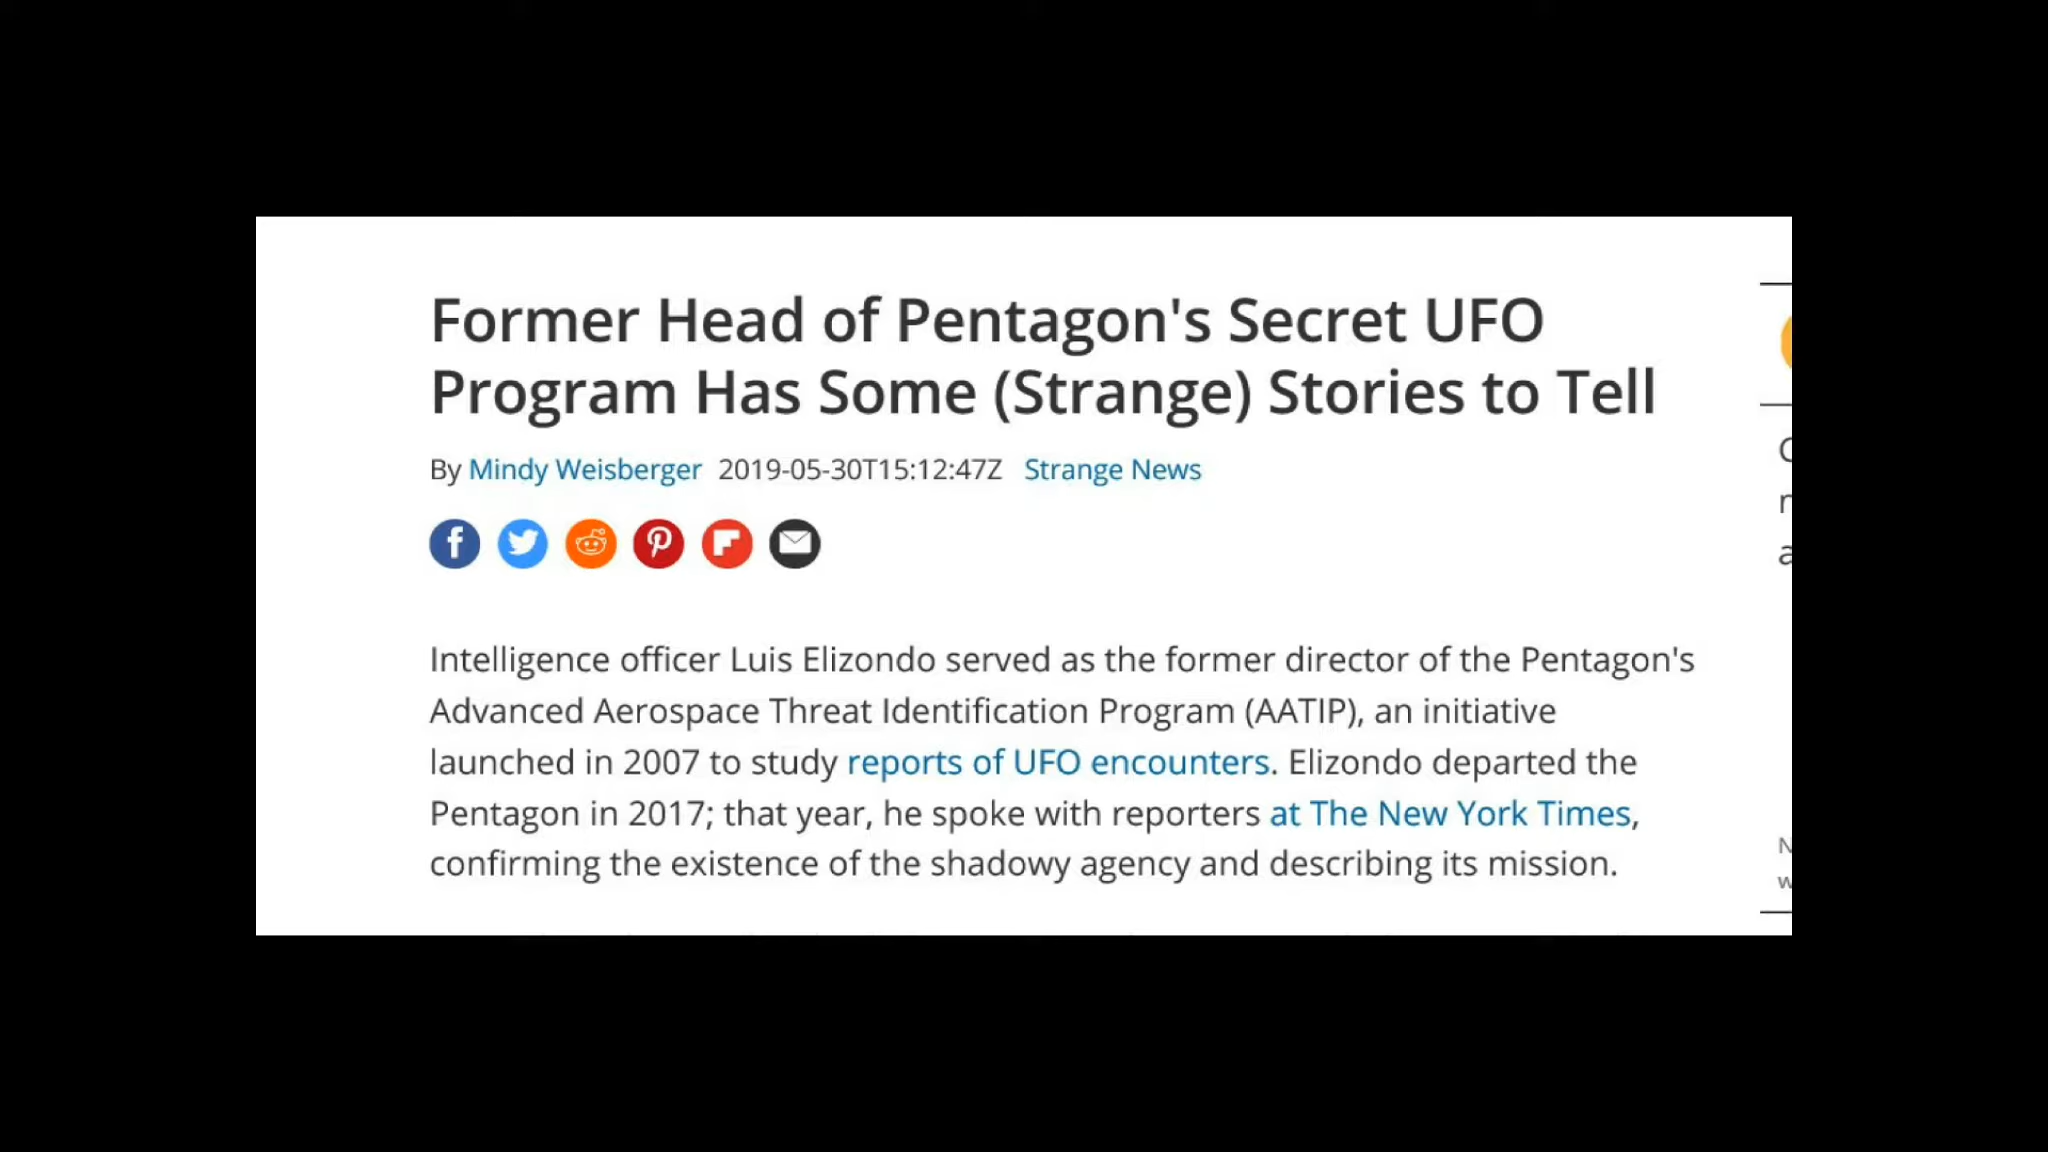 Former Head of Pentagon's Secret UFO
Program Has Some (Strange) Stories to Tell
By Mindy Weisberger 2019-05-30T15:12:47Z Strange News
Intelligence officer Luis Elizondo served as the former director of the Pentagon's
Advanced Aerospace Threat Identification Program (AATIP), an initiative
launched in 2007 to study reports of UFO encounters. Elizondo departed the
Pentagon in 2017; that year, he spoke with reporters at The New York Times,
confirming the existence of the shadowy agency and describing its mission.